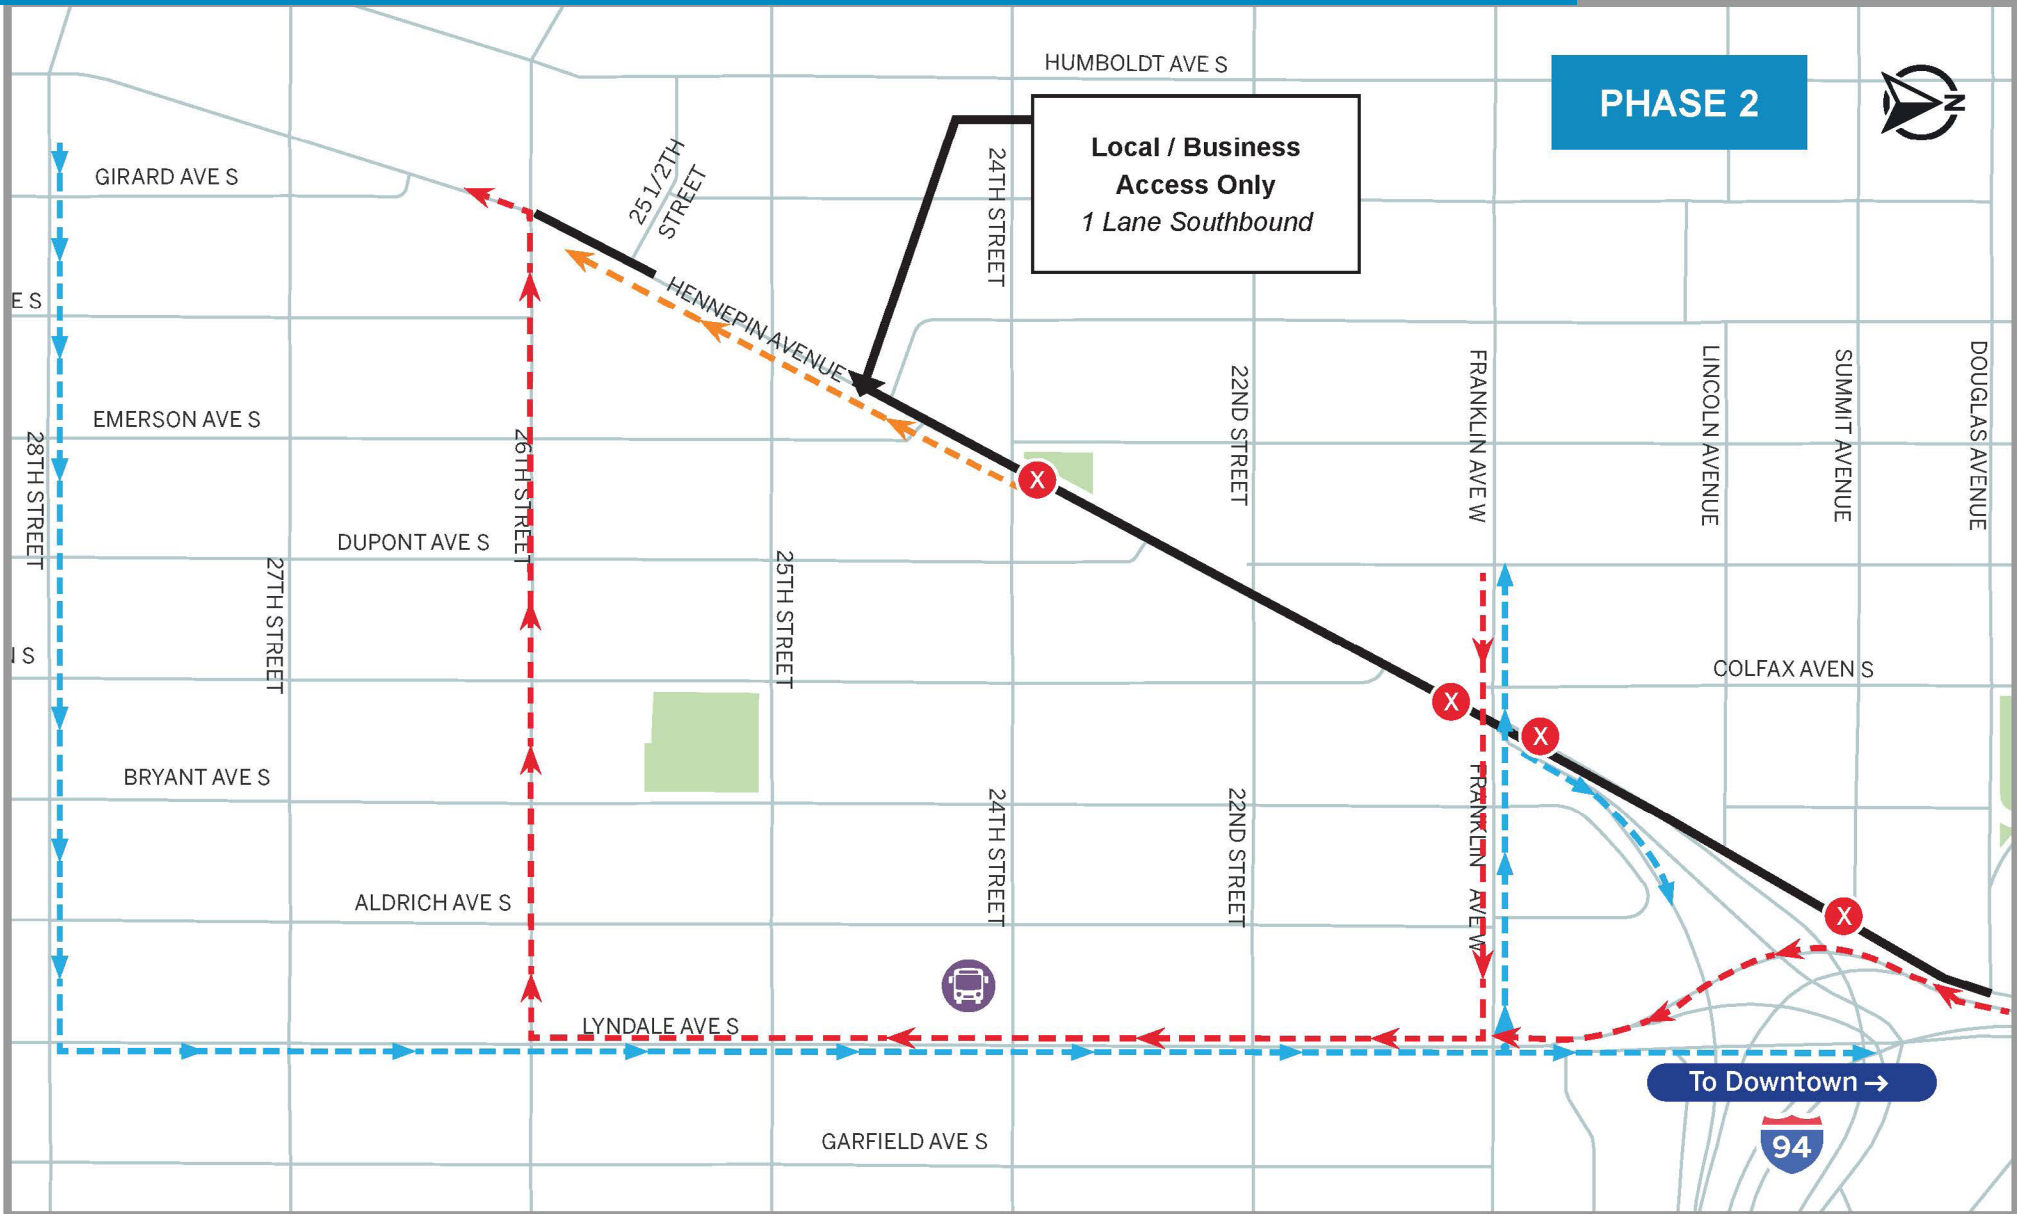 HUMBOLDT AVE S
PHASE 2
N
Local / Business
Access Only
1 Lane Southbound
GIRARD AVE S
25 1/2TH
STREET
24TH STREET
E S
HENNEPIN AVENUE
EMERSON AVE S
28TH STREET
26TH STREET
22ND STREET
FRANKLIN AVE W
LINCOLN AVENUE
SUMMIT AVENUE
DOUGLAS AVENUE
X
DUPONT AVE S
27TH STREET
25TH STREET
S
COLFAX AVEN S
X
X
BRYANT AVE S
24TH STREET
22ND STREET
FRANKLIN AVE W
ALDRICH AVE S
X
LYNDALE AVE S
To Downtown →
GARFIELD AVE S
94